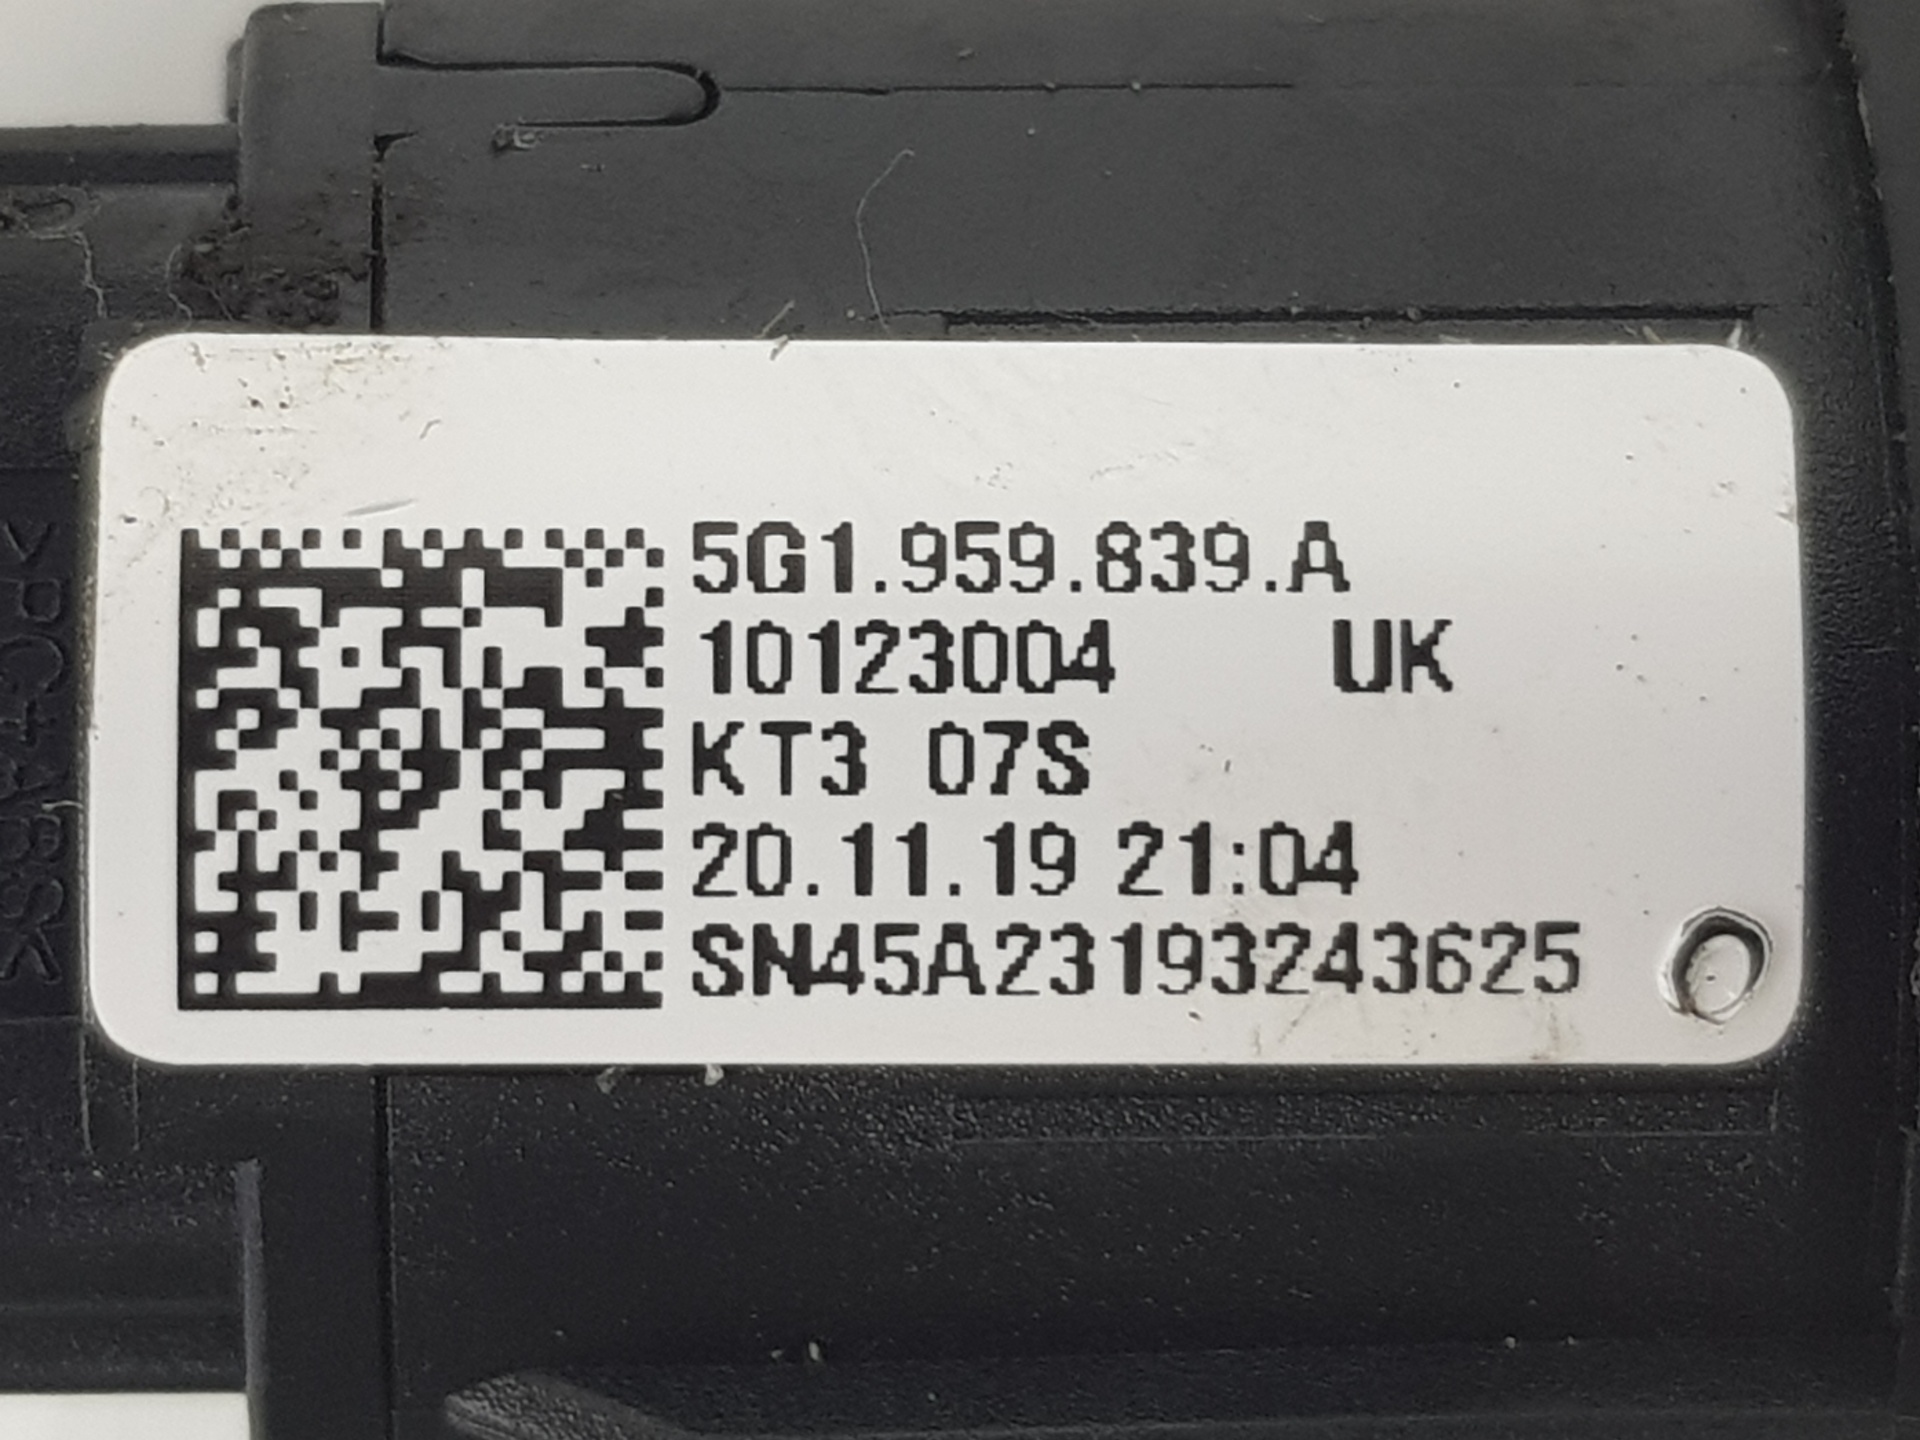 5G1.959.839.A
10123004 UK
KT3 07S
20.11.19 21:04
SN45A23193243625